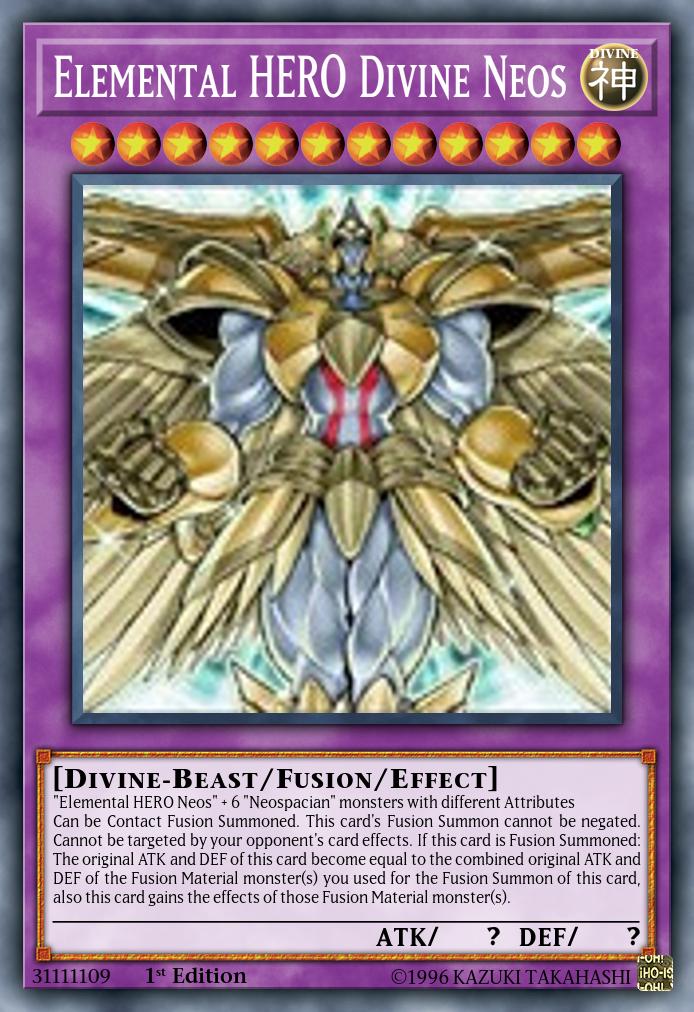 ELEMENTAL HERO DIVINE NEOS
DIVINE
神
[DIVINE-BEAST/FUSION/EFFECT]
"Elemental HERO Neos" + 6 "Neospacian" monsters with different Attributes
Can be Contact Fusion Summoned. This card's Fusion Summon cannot be negated.
Cannot be targeted by your opponent's card effects. If this card is Fusion Summoned:
The original ATK and DEF of this card become equal to the combined original ATK and
DEF of the Fusion Material monster(s) you used for the Fusion Summon of this card,
also this card gains the effects of those Fusion Material monster(s).
ATK/ ? DEF/ ?
31111109 1st Edition ©1996 KAZUKI TAKAHASHI